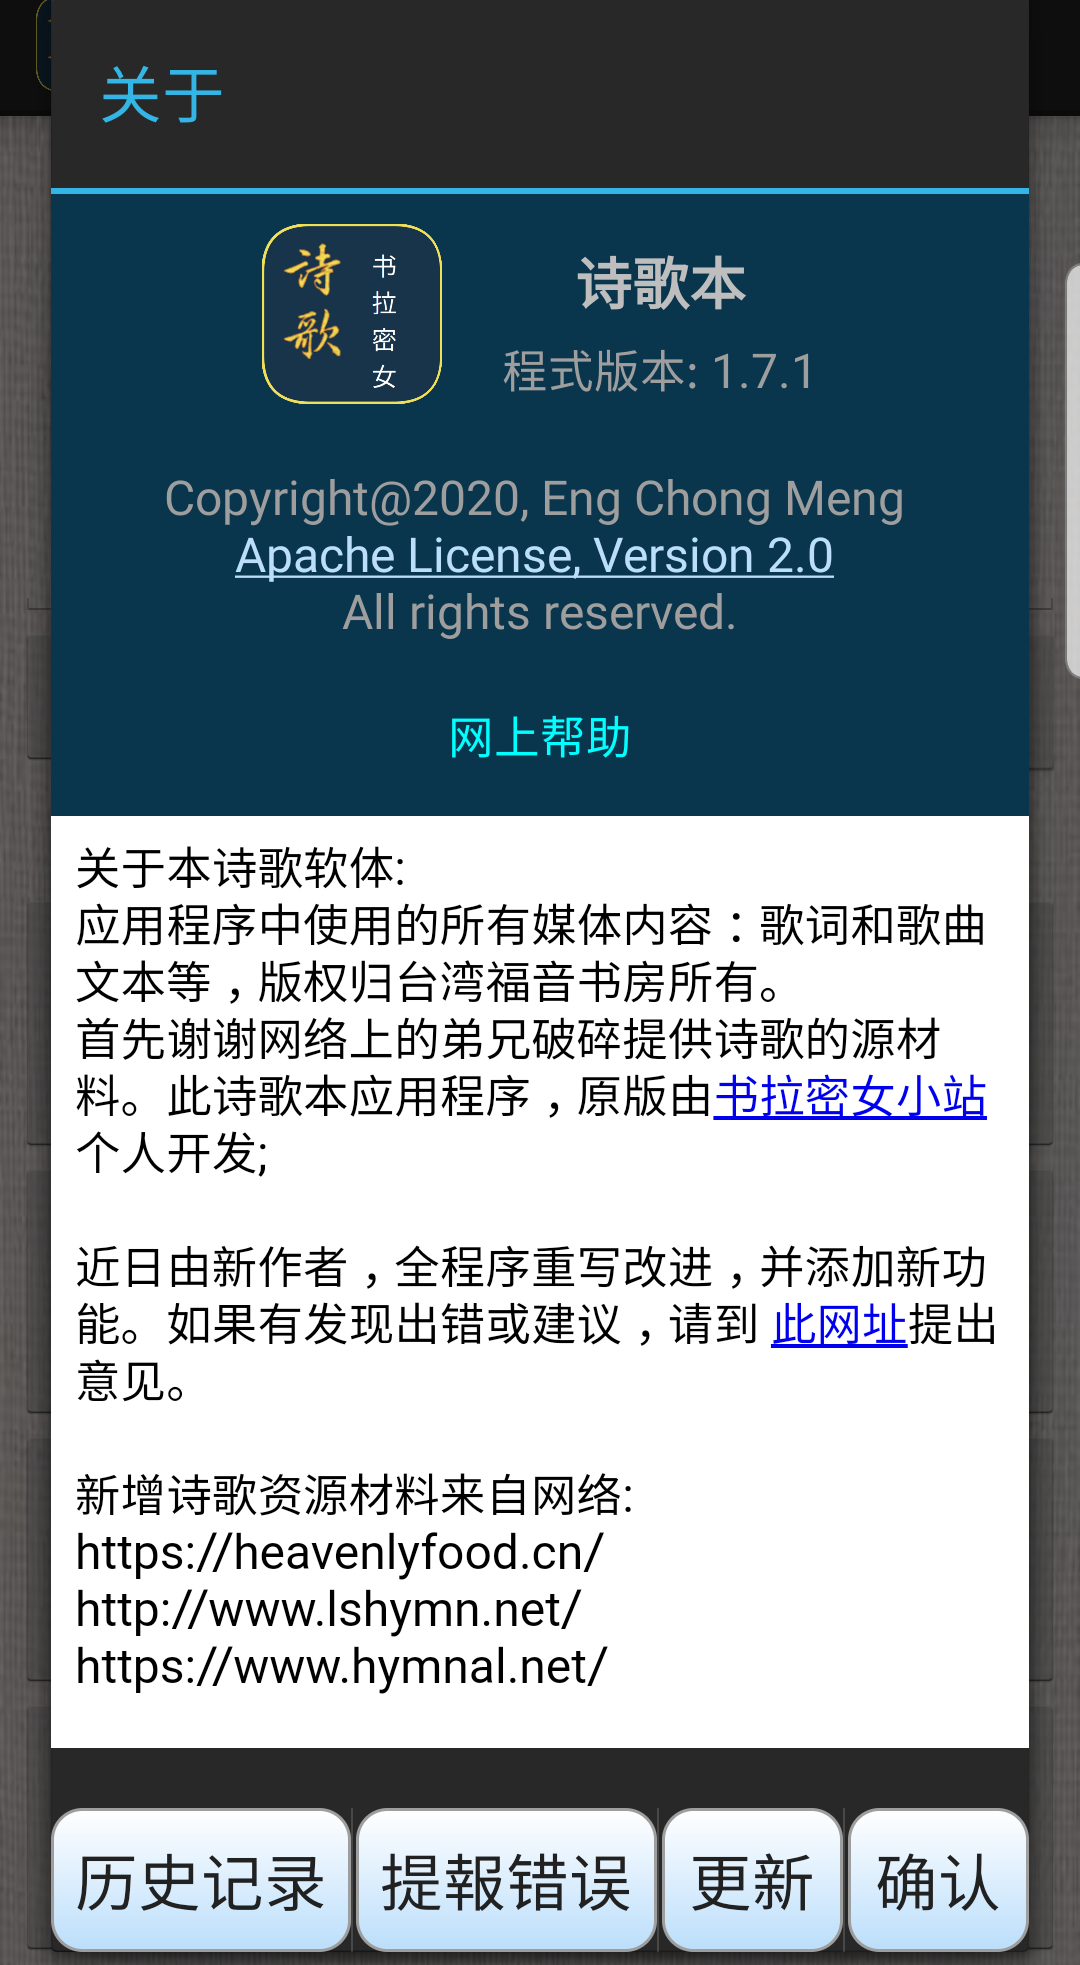 关于
诗歌
书拉密女
诗歌本
程式版本: 1.7.1
Copyright@2020, Eng Chong Meng
Apache License, Version 2.0
All rights reserved.
网上帮助
关于本诗歌软体:
应用程序中使用的所有媒体内容：歌词和歌曲
文本等，版权归台湾福音书房所有。
首先谢谢网络上的弟兄破碎提供诗歌的源材
料。此诗歌本应用程序，原版由书拉密女小站
个人开发;
近日由新作者，全程序重写改进，并添加新功
能。如果有发现出错或建议，请到 此网址提出
意见。
新增诗歌资源材料来自网络:
https://heavenlyfood.cn/
http://www.lshymn.net/
https://www.hymnal.net/
历史记录
提報错误
更新
确认